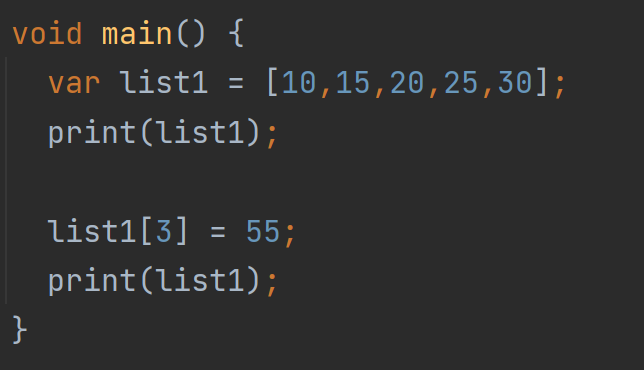 void main() {
  var list1 = [10,15,20,25,30];
  print(list1);

  list1[3] = 55;
  print(list1);
}